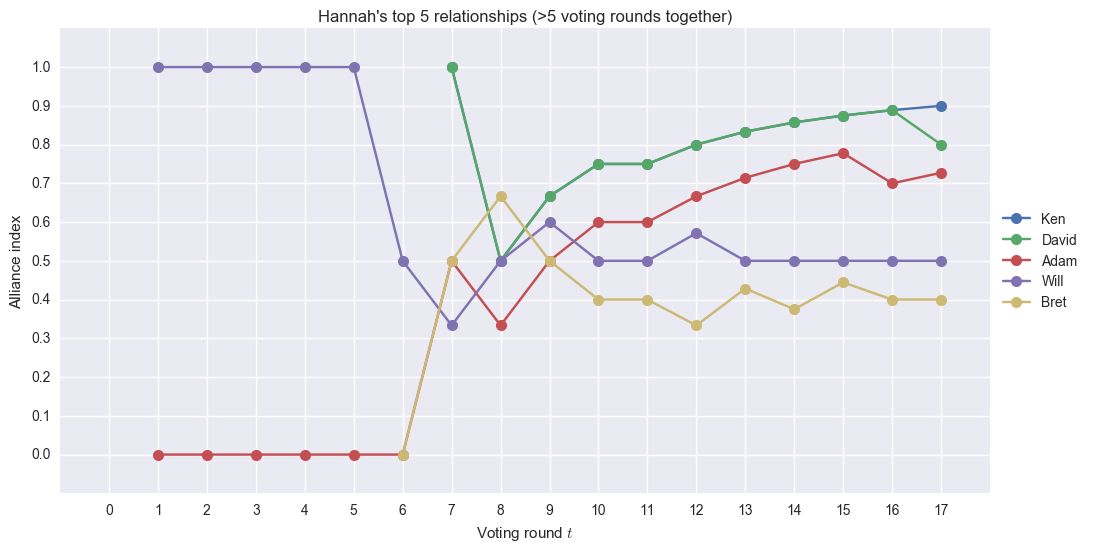 Hannah's top 5 relationships (>5 voting rounds together)
1.0
0.9
0.8
0.7
0.6
0.5
0.4
0.3
0.2
0.1
0.0
Alliance index
0 1 2 3 4 5 6 7 8 9 10 11 12 13 14 15 16 17
Voting round t
Ken
David
Adam
Will
Bret